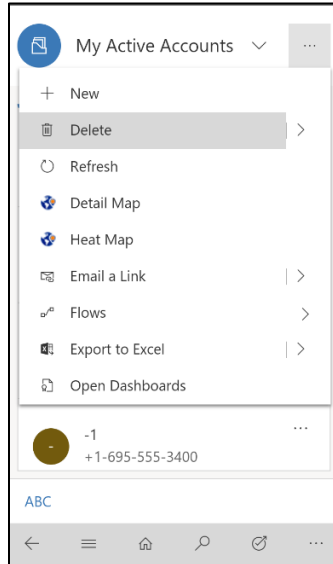 My Active Accounts
New
Delete
Refresh
Detail Map
Heat Map
Email a Link
Flows
Export to Excel
Open Dashboards
-
-1
+1-695-555-3400
ABC